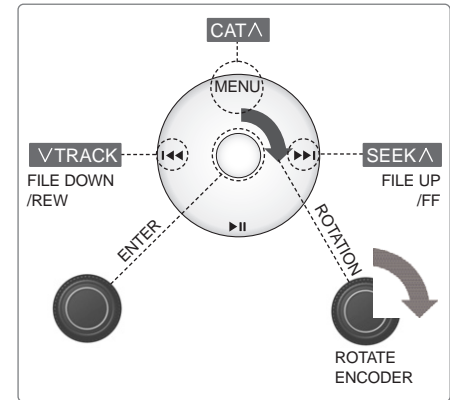 CAT∧
MENU
∨TRACK
SEEK∧
FILE DOWN
/REW
FILE UP
/FF
ENTER
ROTATION
ROTATE
ENCODER